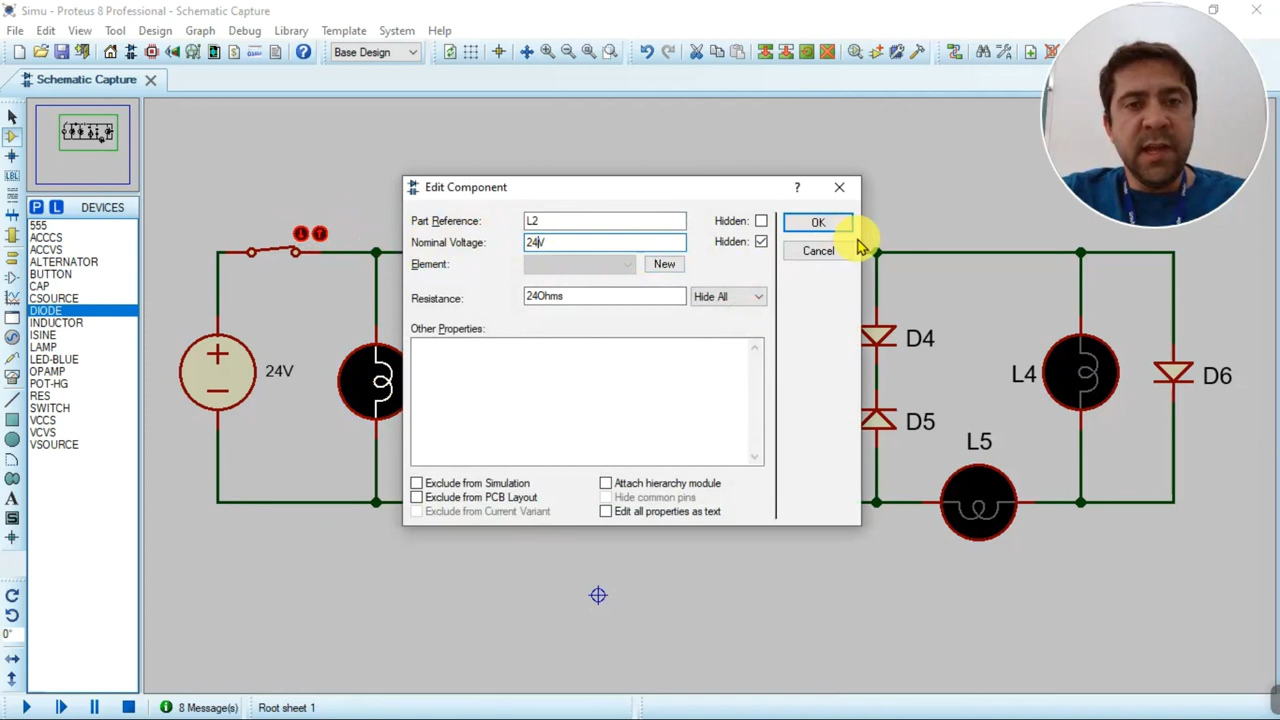 Simu - Proteus 8 Professional - Schematic Capture
File Edit View Tool Design Graph Debug Library Template System Help
Base Design
Schematic Capture
P L DEVICES
555
ACCCS
ACCVS
ALTERNATOR
BUTTON
CAP
CSOURCE
DIODE
INDUCTOR
ISINE
LAMP
LED-BLUE
OPAMP
POT-HG
RES
SWITCH
VCCS
VCVS
VSOURCE
LBL
A
S
0°
24V
Edit Component
?
Part Reference: L2 Hidden: OK
Nominal Voltage: 24V Hidden: Cancel
Element: New
Resistance: 24Ohms Hide All
Other Properties:
Exclude from Simulation Attach hierarchy module
Exclude from PCB Layout Hide common pins
Exclude from Current Variant Edit all properties as text
D4
D5
L4
D6
L5
8 Message(s) Root sheet 1